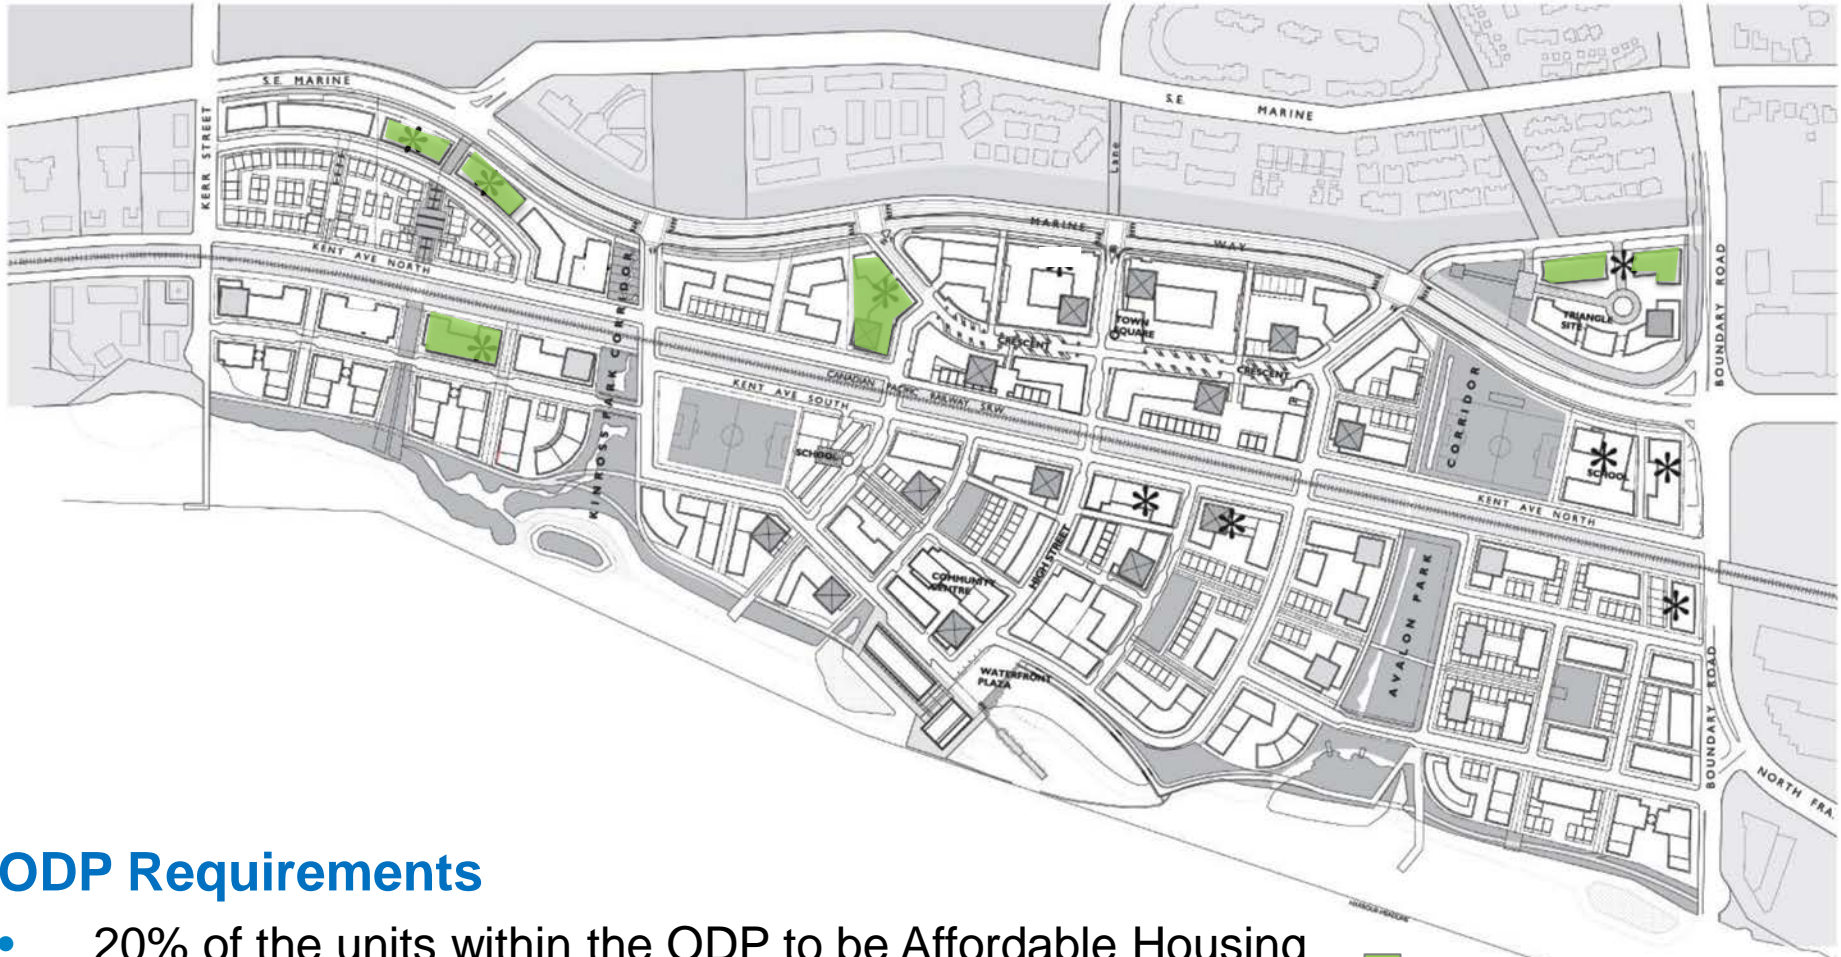 S.E. MARINE
S.E. MARINE
KERR STREET
Lane
MARINE WAY
KENT AVE NORTH
BOUNDARY ROAD
TRIANGLE
SITE
TOWN
SQUARE
CRESCENT
CRESCENT
CANADIAN PACIFIC RAILWAY S.R.W
KENT AVE SOUTH
KINROSS PARK CORRIDOR
CORRIDOR
SCHOOL
SCHOOL
KENT AVE NORTH
HIGH STREET
COMMUNITY
CENTRE
AVALON PARK
WATERFRONT
PLAZA
BOUNDARY ROAD
NORTH FRA
ODP Requirements
• 20% of the units within the ODP to be Affordable Housing